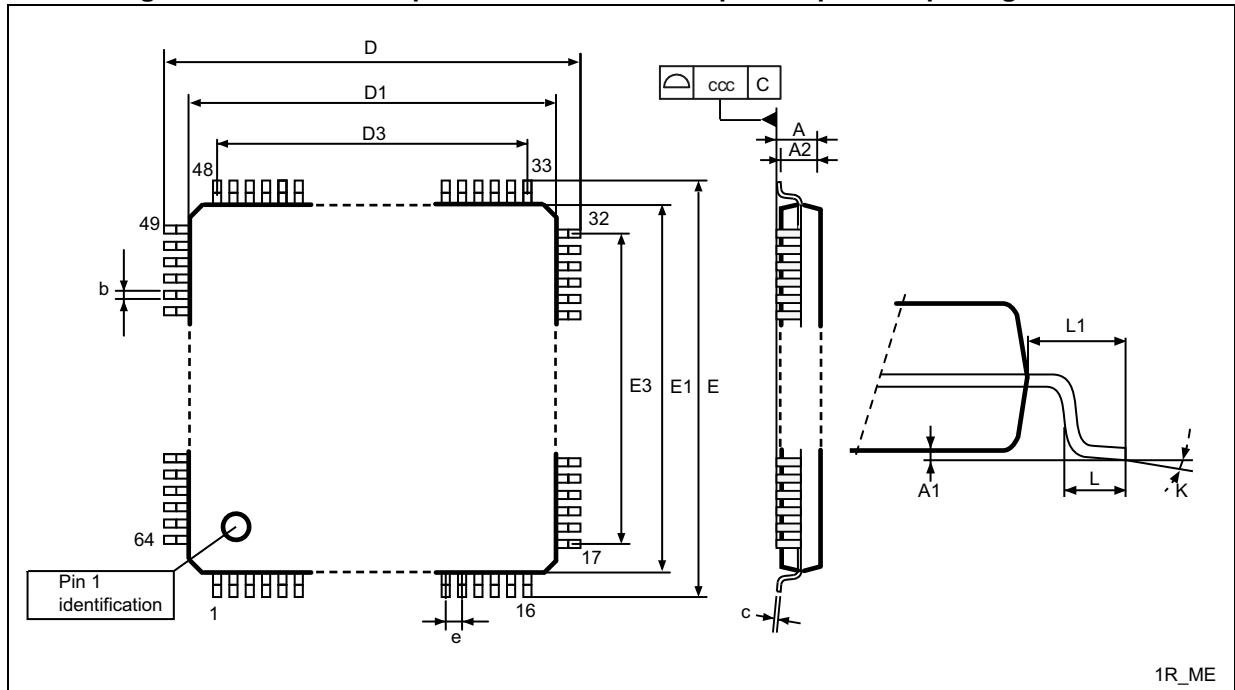 D
D1
ccc C
D3
A
A2
48
33
49
32
b
L1
E3
E1
E
A1
L
K
64
17
Pin 1
identification
1
16
c
e
1R_ME